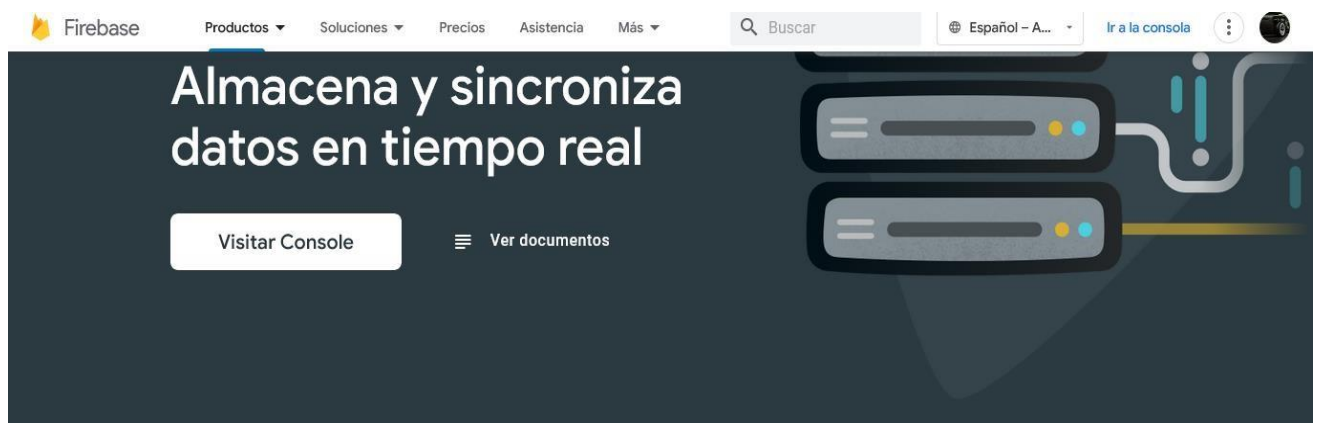 Firebase Productos Soluciones Precios Asistencia Más Buscar Español – A... Ir a la consola
Almacena y sincroniza
datos en tiempo real
Visitar Console Ver documentos